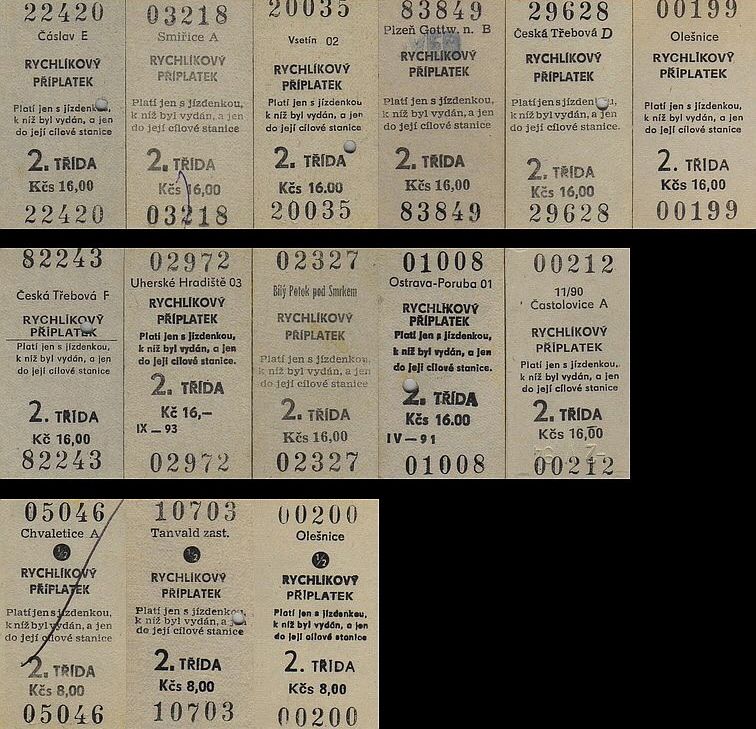 22420
Čáslav E
RYCHLÍKOVÝ
PŘÍPLATEK
Platí jen s jízdenkou,
k níž byl vydán, a jen
do její cílové stanice
2. TŘÍDA
Kčs 16,00
22420
03218
Smiřice A
RYCHLÍKOVÝ
PŘÍPLATEK
Platí jen s jízdenkou,
k níž byl vydán, a jen
do její cílové stanice
2. TŘÍDA
Kčs 16,00
03218
20035
Vsetín 02
RYCHLÍKOVÝ
PŘÍPLATEK
Platí jen s jízdenkou,
k níž byl vydán, a jen
do její cílové stanice
2. TŘÍDA
Kčs 16.00
20035
83849
Plzeň Gottw. n. B
RYCHLÍKOVÝ
PŘÍPLATEK
Platí jen s jízdenkou,
k níž byl vydán, a jen
do její cílové stanice
2. TŘÍDA
Kčs 16,00
83849
29628
Česká Třebová D
RYCHLÍKOVÝ
PŘÍPLATEK
Platí jen s jízdenkou,
k níž byl vydán, a jen
do její cílové stanice.
2. TŘÍDA
Kčs 16,00
29628
00199
Olešnice
RYCHLÍKOVÝ
PŘÍPLATEK
Platí jen s jízdenkou,
k níž byl vydán, a jen
do její cílové stanice
2. TŘÍDA
Kčs 16,00
00199
82243
Česká Třebová F
RYCHLÍKOVÝ
PŘÍPLATEK
Platí jen s jízdenkou,
k níž byl vydán, a jen
do její cílové stanice
2. TŘÍDA
Kč 16,00
82243
02972
Uherské Hradiště 03
RYCHLÍKOVÝ
PŘÍPLATEK
Platí jen s jízdenkou,
k níž byl vydán, a jen
do její cílové stanice.
2. TŘÍDA
Kč 16,—
IX — 93
02972
02327
Bílý Potok pod Smrkem
RYCHLÍKOVÝ
PŘÍPLATEK
Platí jen s jízdenkou,
k níž byl vydán, a jen
do její cílové stanice
2. TŘÍDA
Kčs 16,00
02327
01008
Ostrava-Poruba 01
RYCHLÍKOVÝ
PŘÍPLATEK
Platí jen s jízdenkou,
k níž byl vydán, a jen
do její cílové stanice.
2. TŘÍDA
Kčs 16.00
IV — 91
01008
00212
11/90
Častolovice A
RYCHLÍKOVÝ
PŘÍPLATEK
Platí jen s jízdenkou,
k níž byl vydán, a jen
do její cílové stanice
2. TŘÍDA
Kčs 16,00
00212
05046
Chvaletice A
1/2
RYCHLÍKOVÝ
PŘÍPLATEK
Platí jen s jízdenkou,
k níž byl vydán, a jen
do její cílové stanice
2. TŘÍDA
Kčs 8,00
05046
10703
Tanvald zast.
1/2
RYCHLÍKOVÝ
PŘÍPLATEK
Platí jen s jízdenkou,
k níž byl vydán, a jen
do její cílové stanice
2. TŘÍDA
Kčs 8,00
10703
00200
Olešnice
1/2
RYCHLÍKOVÝ
PŘÍPLATEK
Platí jen s jízdenkou,
k níž byl vydán, a jen
do její cílové stanice
2. TŘÍDA
Kčs 8,00
00200